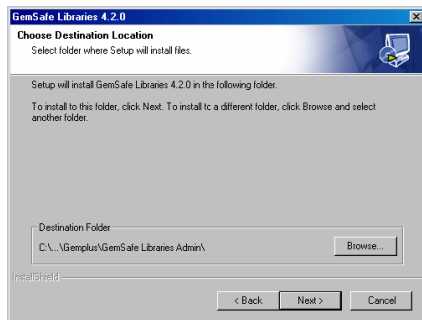 GemSafe Libraries 4.2.0
Choose Destination Location
Select folder where Setup will install files.
Setup will install GemSafe Libraries 4.2.0 in the following folder.
To install to this folder, click Next. To install to a different folder, click Browse and select
another folder.
Destination Folder
C:\...\Gemplus\GemSafe Libraries Admin\
Browse...
InstallShield
< Back
Next >
Cancel